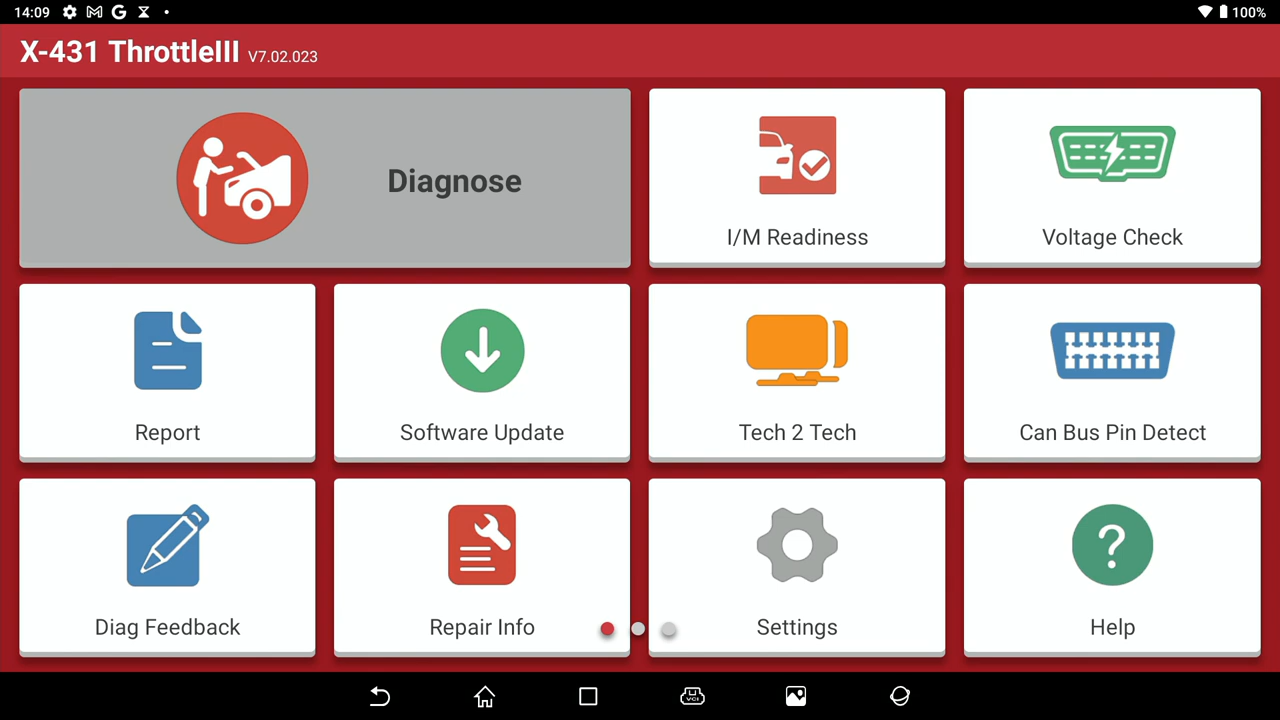 14:09
100%
X-431 ThrottleIII V7.02.023
Diagnose
I/M Readiness
Voltage Check
Report
Software Update
Tech 2 Tech
Can Bus Pin Detect
Diag Feedback
Repair Info
Settings
Help
VCI